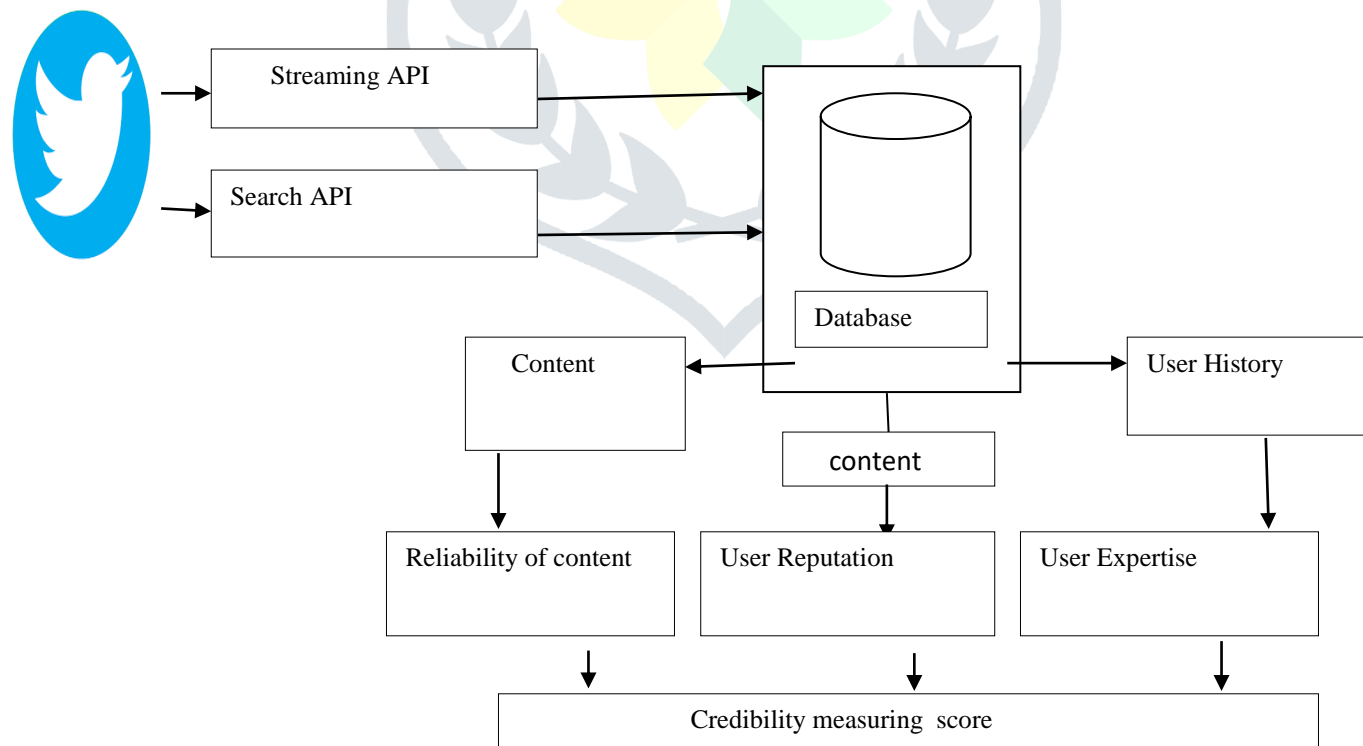 Streaming API
Search API
Database
Content
User History
content
Reliability of content
User Reputation
User Expertise
Credibility measuring score